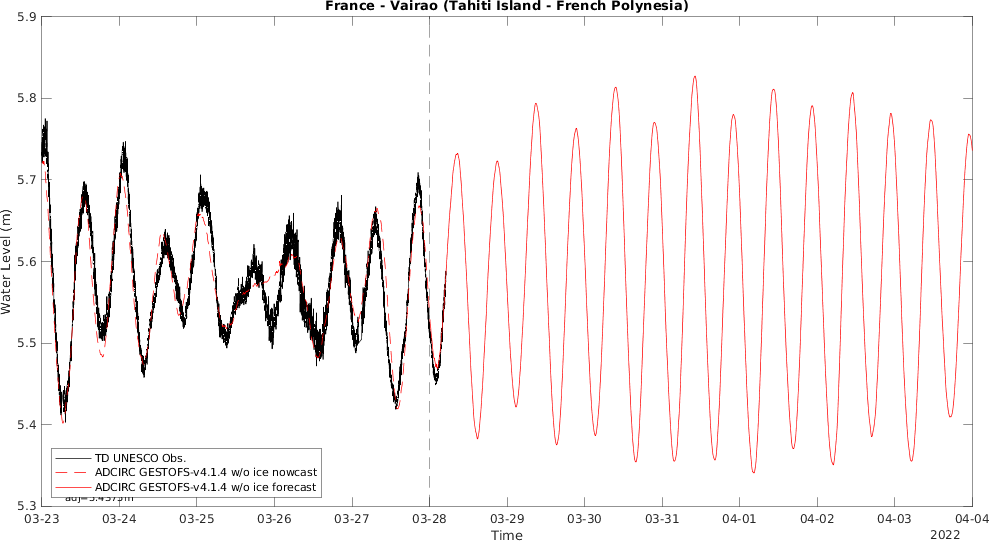 France - Vairao (Tahiti Island - French Polynesia)
5.9
5.8
5.7
5.6
5.5
5.4
5.3
Water Level (m)
TD UNESCO Obs.
ADCIRC GESTOFS-v4.1.4 w/o ice nowcast
ADCIRC GESTOFS-v4.1.4 w/o ice forecast
03-23 03-24 03-25 03-26 03-27 03-28 03-29 03-30 03-31 04-01 04-02 04-03 04-04
Time
2022